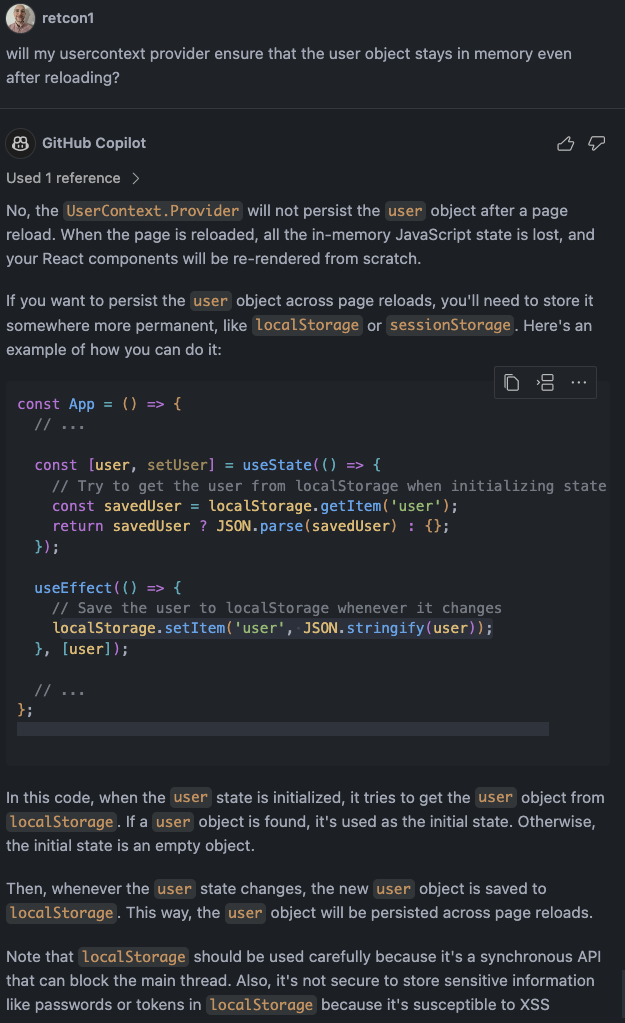 retcon1
will my usercontext provider ensure that the user object stays in memory even
after reloading?
GitHub Copilot
Used 1 reference
No, the UserContext.Provider will not persist the user object after a page
reload. When the page is reloaded, all the in-memory JavaScript state is lost, and
your React components will be re-rendered from scratch.
If you want to persist the user object across page reloads, you'll need to store it
somewhere more permanent, like localStorage or sessionStorage. Here's an
example of how you can do it:
const App = () => {
  // ...
  const [user, setUser] = useState(() => {
    // Try to get the user from localStorage when initializing state
    const savedUser = localStorage.getItem('user');
    return savedUser ? JSON.parse(savedUser) : {};
  });
  useEffect(() => {
    // Save the user to localStorage whenever it changes
    localStorage.setItem('user', JSON.stringify(user));
  }, [user]);
  // ...
};
In this code, when the user state is initialized, it tries to get the user object from
localStorage. If a user object is found, it's used as the initial state. Otherwise,
the initial state is an empty object.
Then, whenever the user state changes, the new user object is saved to
localStorage. This way, the user object will be persisted across page reloads.
Note that localStorage should be used carefully because it's a synchronous API
that can block the main thread. Also, it's not secure to store sensitive information
like passwords or tokens in localStorage because it's susceptible to XSS